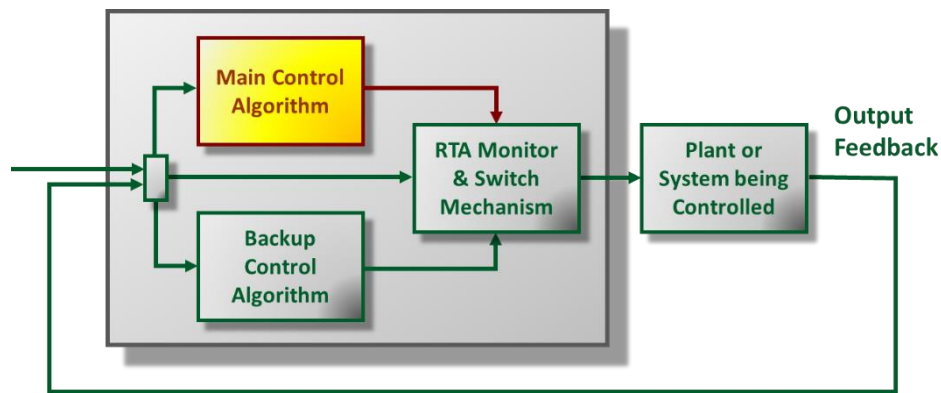 Main Control
Algorithm
RTA Monitor
& Switch
Mechanism
Backup
Control
Algorithm
Plant or
System being
Controlled
Output
Feedback